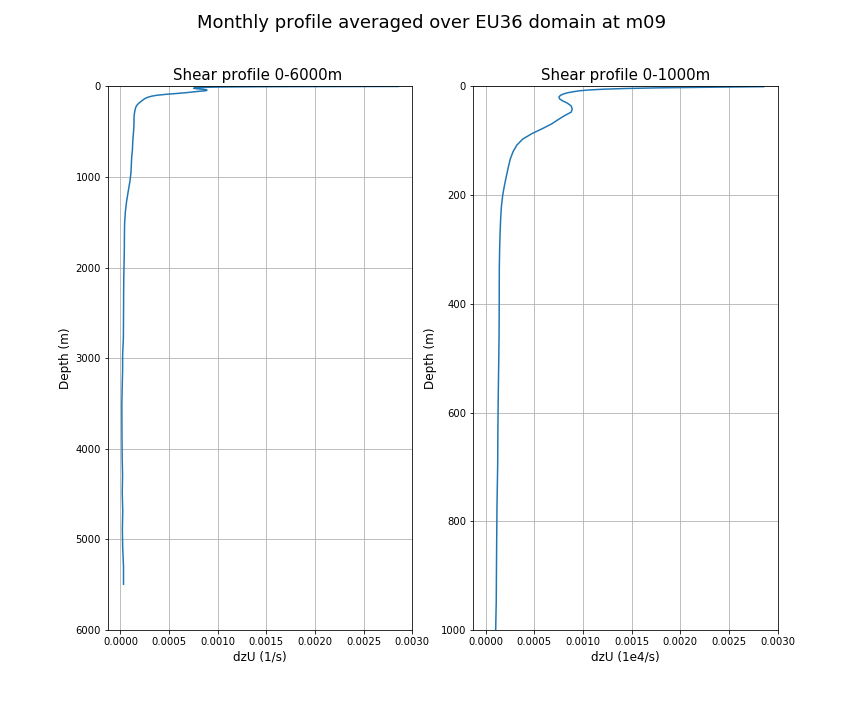 Monthly profile averaged over EU36 domain at m09
Shear profile 0-6000m
0
1000
2000
3000
4000
5000
6000
Depth (m)
0.0000 0.0005 0.0010 0.0015 0.0020 0.0025 0.0030
dzU (1/s)
Shear profile 0-1000m
0
200
400
600
800
1000
Depth (m)
0.0000 0.0005 0.0010 0.0015 0.0020 0.0025 0.0030
dzU (1e4/s)